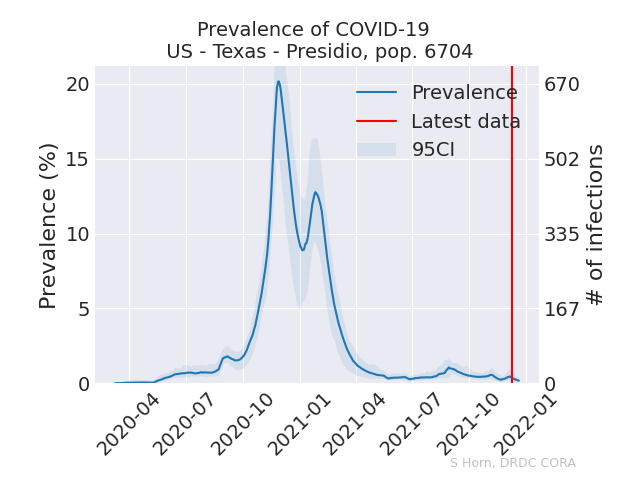 Prevalence of COVID-19
US - Texas - Presidio, pop. 6704
Prevalence
Latest data
95CI
Prevalence (%)
20
15
10
5
0
# of infections
670
502
335
167
0
2020-04
2020-07
2020-10
2021-01
2021-04
2021-07
2021-10
2022-01
S Horn, DRDC CORA